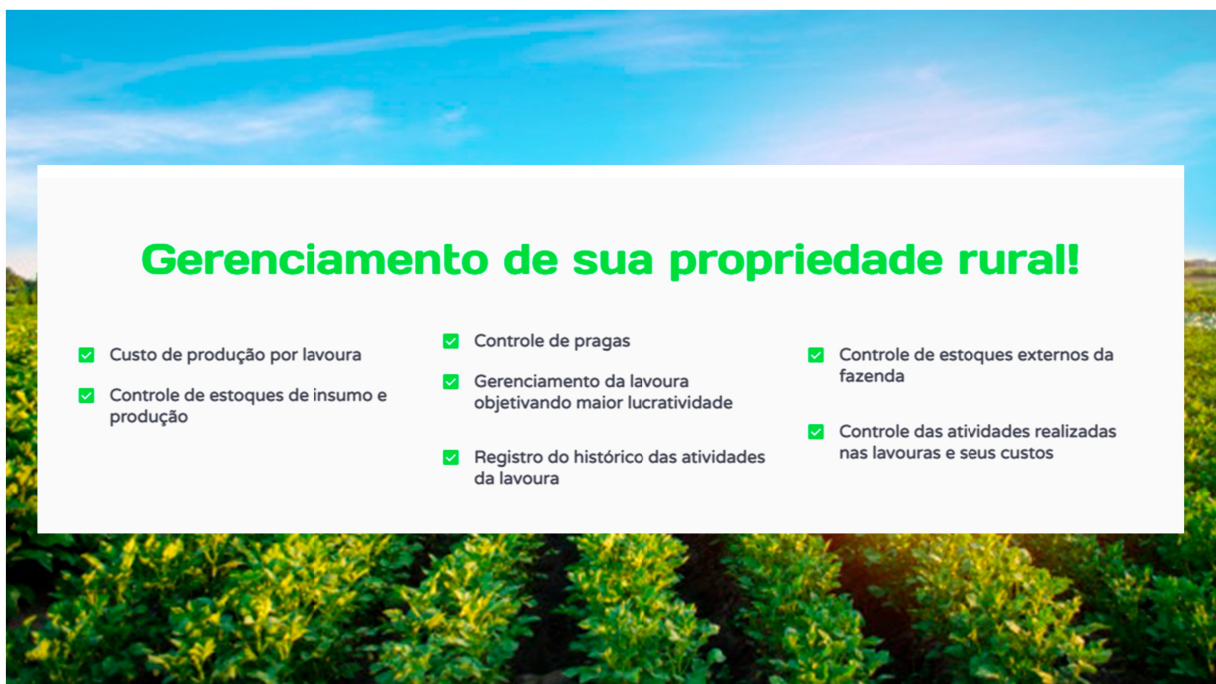 Gerenciamento de sua propriedade rural!
Custo de produção por lavoura
Controle de estoques de insumo e
produção
Controle de pragas
Gerenciamento da lavoura
objetivando maior lucratividade
Registro do histórico das atividades
da lavoura
Controle de estoques externos da
fazenda
Controle das atividades realizadas
nas lavouras e seus custos